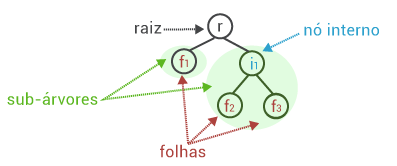 raiz
r
nó interno
f1
i1
sub-árvores
f2
f3
folhas